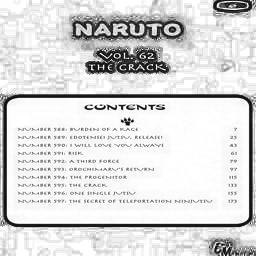 NARUTO
VOL. 62
THE CRACK
CONTENTS
NUMBER 588: BURDEN OF A KAGE 7
NUMBER 589: EDOTENSEI JUTSU, RELEASE! 25
NUMBER 590: I WILL LOVE YOU ALWAYS 43
NUMBER 591: RISK 61
NUMBER 592: A THIRD FORCE 79
NUMBER 593: OROCHIMARU'S RETURN 97
NUMBER 594: THE PROGENITOR 115
NUMBER 595: THE CRACK 133
NUMBER 596: ONE SINGLE JUTSU 155
NUMBER 597: THE SECRET OF TELEPORTATION NINJUTSU 173